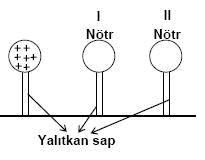 I II
Nötr Nötr
+++
+++
++
Yalıtkan sap